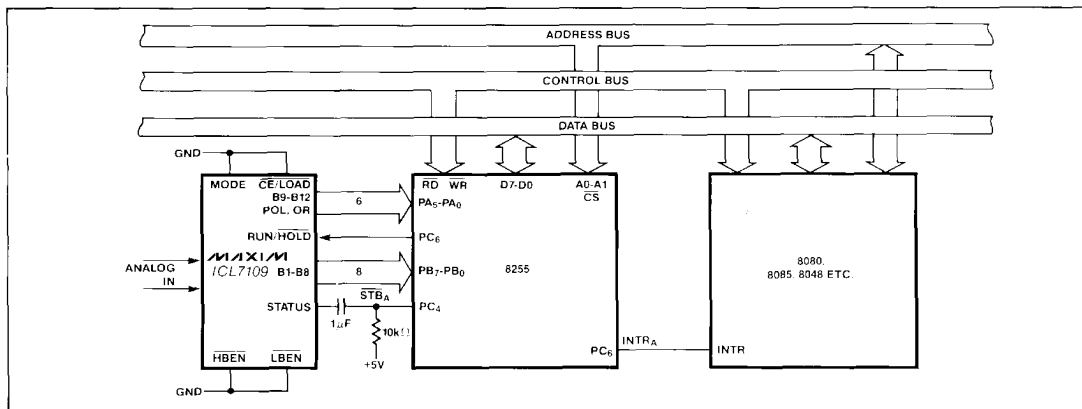 ADDRESS BUS
CONTROL BUS
DATA BUS
GND
MODE CE/LOAD
B9-B12
POL, OR
6
RUN/HOLD
MAXIM
ICL7109
B1-B8
8
ANALOG
IN
STATUS
1μF
STBA
10kΩ
+5V
HBEN LBEN
GND
RD WR D7-D0 A0-A1
CS
PA5-PA0
PC6
PB7-PB0
8255
PC4
PC6
INTRA
INTR
8080,
8085, 8048 ETC.